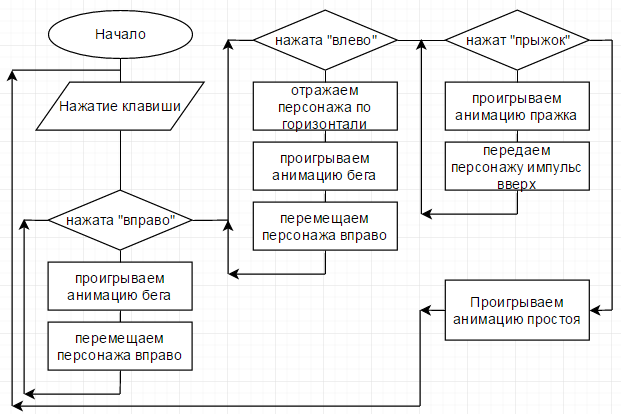 Начало
Нажатие клавиши
нажата "вправо"
проигрываем
анимацию бега
перемещаем
персонажа вправо
нажата "влево"
отражаем
персонажа по
горизонтали
проигрываем
анимацию бега
перемещаем
персонажа вправо
нажат "прыжок"
проигрываем
анимацию пражка
передаем
персонажу импульс
вверх
Проигрываем
анимацию простоя